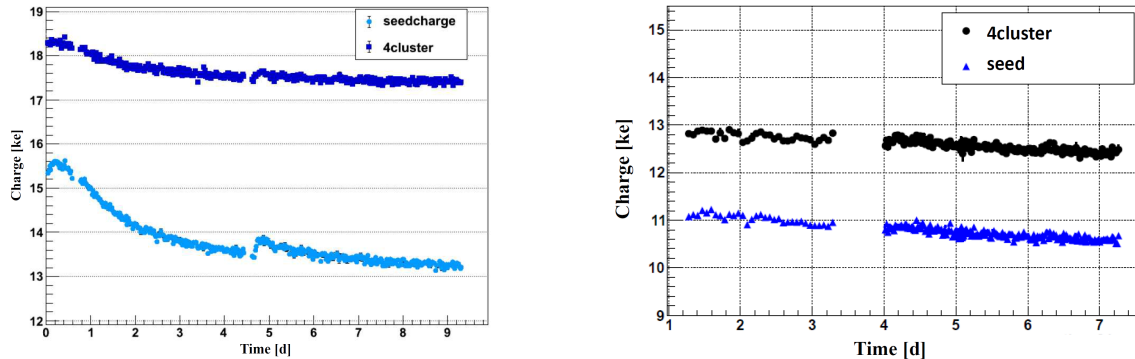 seedcharge
4cluster
19
18
17
16
15
14
13
12
Charge [ke]
0 1 2 3 4 5 6 7 8 9
Time [d]
4cluster
seed
15
14
13
12
11
10
9
Charge [ke]
1 2 3 4 5 6 7
Time [d]